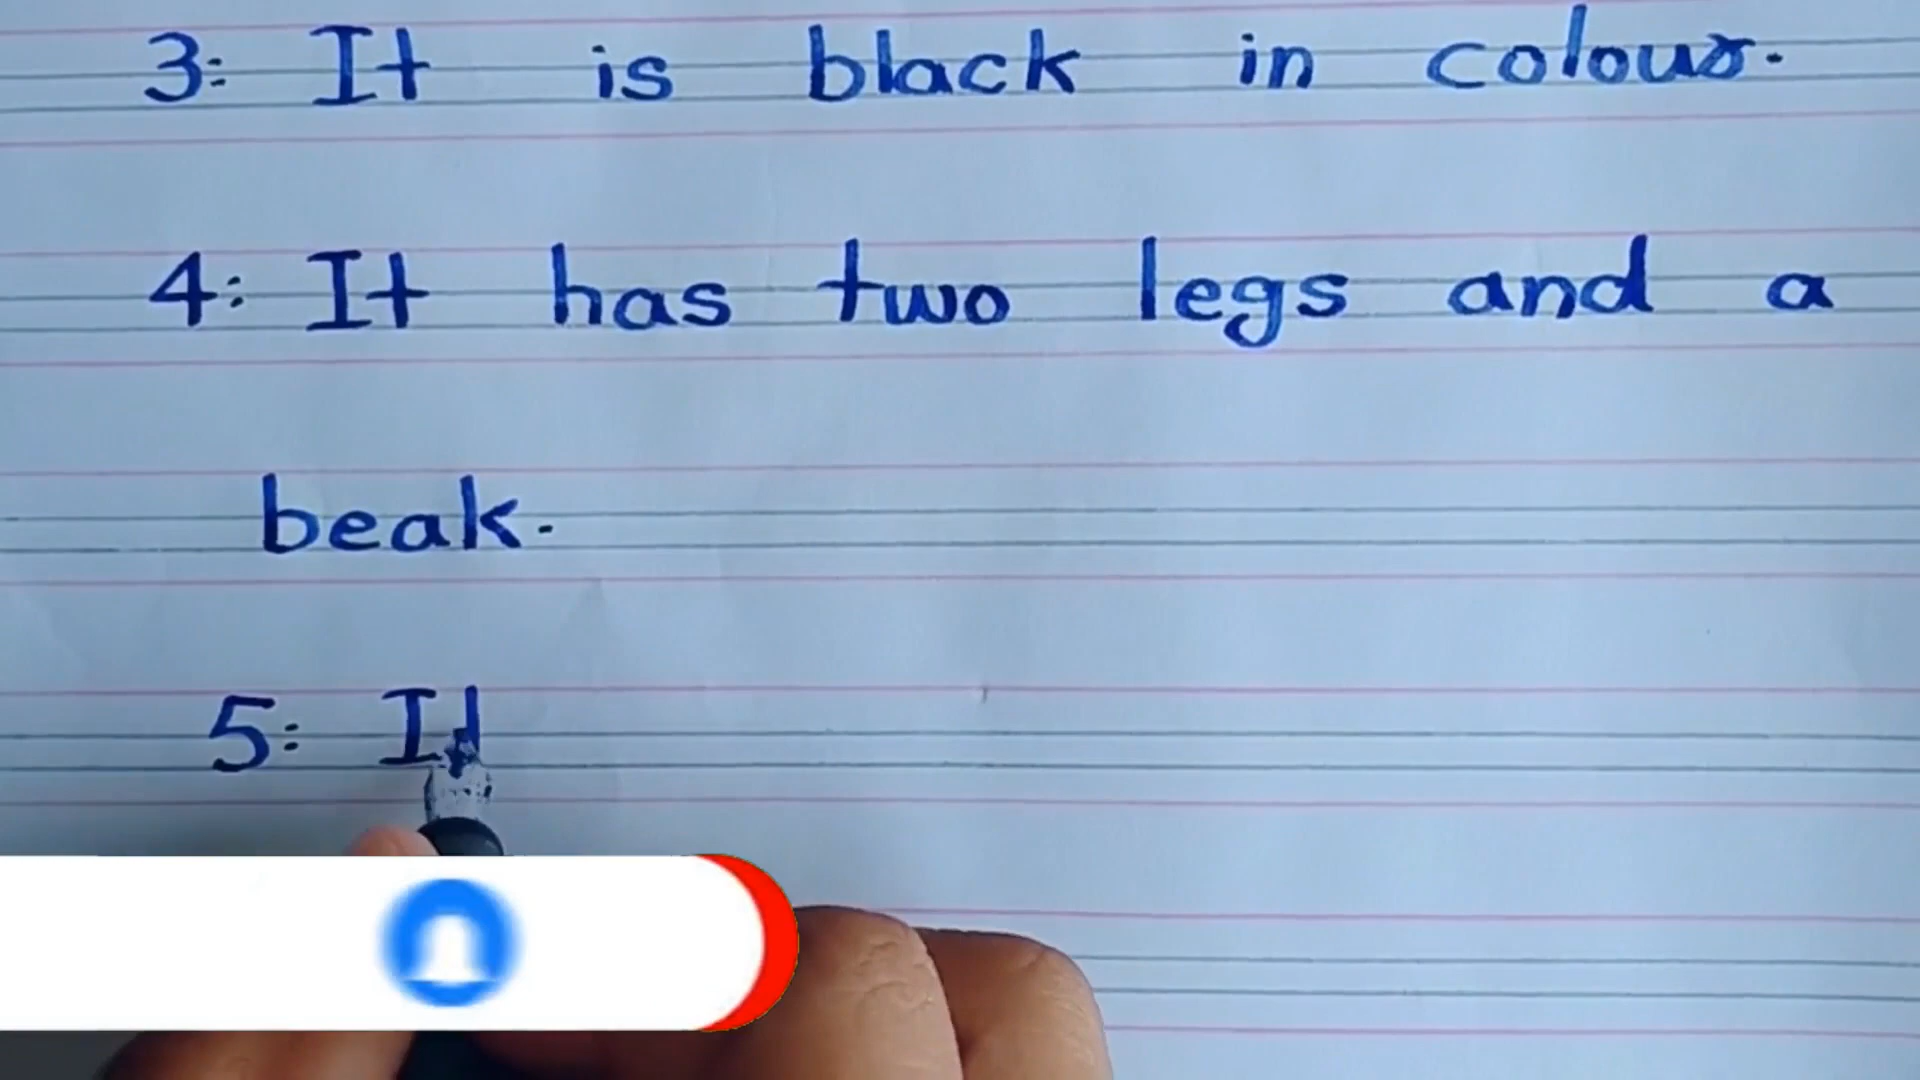 3: It is black in colour.
4: It has two legs and a
beak.
5: It